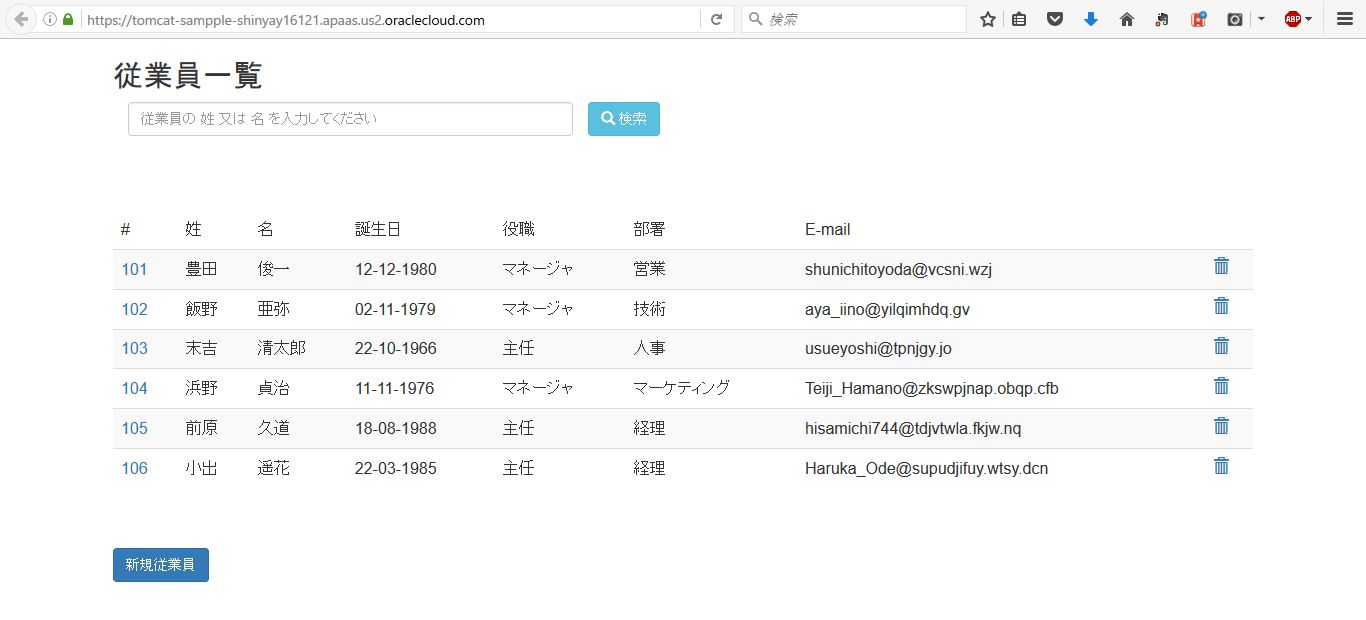 https://tomcat-sampple-shinyay16121.apaas.us2.oraclecloud.com 検索 ABP
従業員一覧
従業員の 姓 又は 名 を入力してください 検索
# 姓 名 誕生日 役職 部署 E-mail
101 豊田 俊一 12-12-1980 マネージャ 営業 shunichitoyoda@vcsni.wzj
102 飯野 亜弥 02-11-1979 マネージャ 技術 aya_iino@yilqimhdq.gv
103 末吉 清太郎 22-10-1966 主任 人事 usueyoshi@tpnjgy.jo
104 浜野 貞治 11-11-1976 マネージャ マーケティング Teiji_Hamano@zkswpjnap.obqp.cfb
105 前原 久道 18-08-1988 主任 経理 hisamichi744@tdjvtwla.fkjw.nq
106 小出 遥花 22-03-1985 主任 経理 Haruka_Ode@supudjifuy.wtsy.dcn
新規従業員